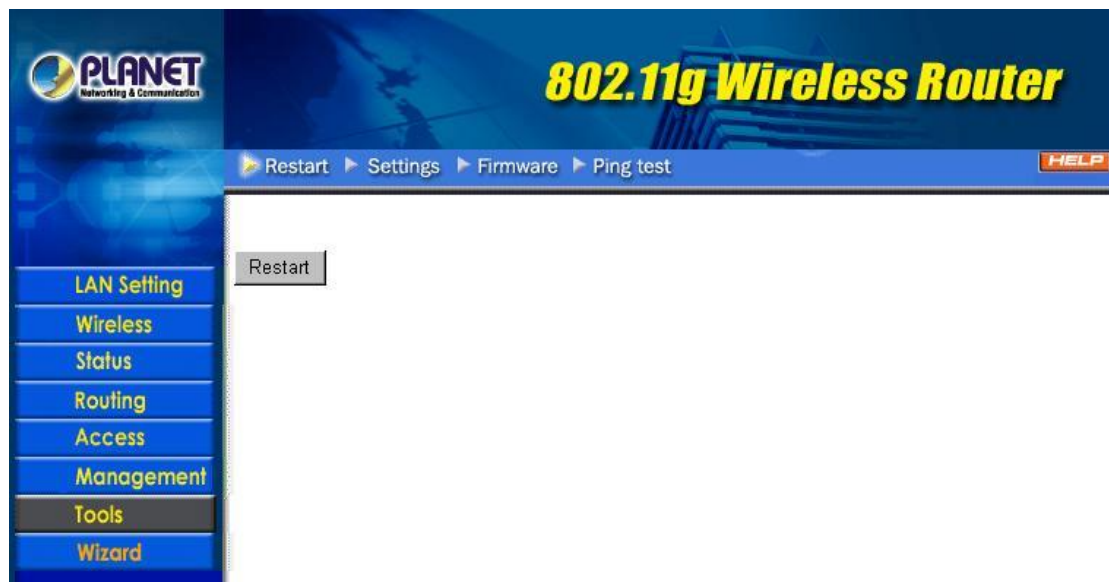 PLANET
Networking & Communication
802.11g Wireless Router
Restart Settings Firmware Ping test
HELP
Restart
LAN Setting
Wireless
Status
Routing
Access
Management
Tools
Wizard